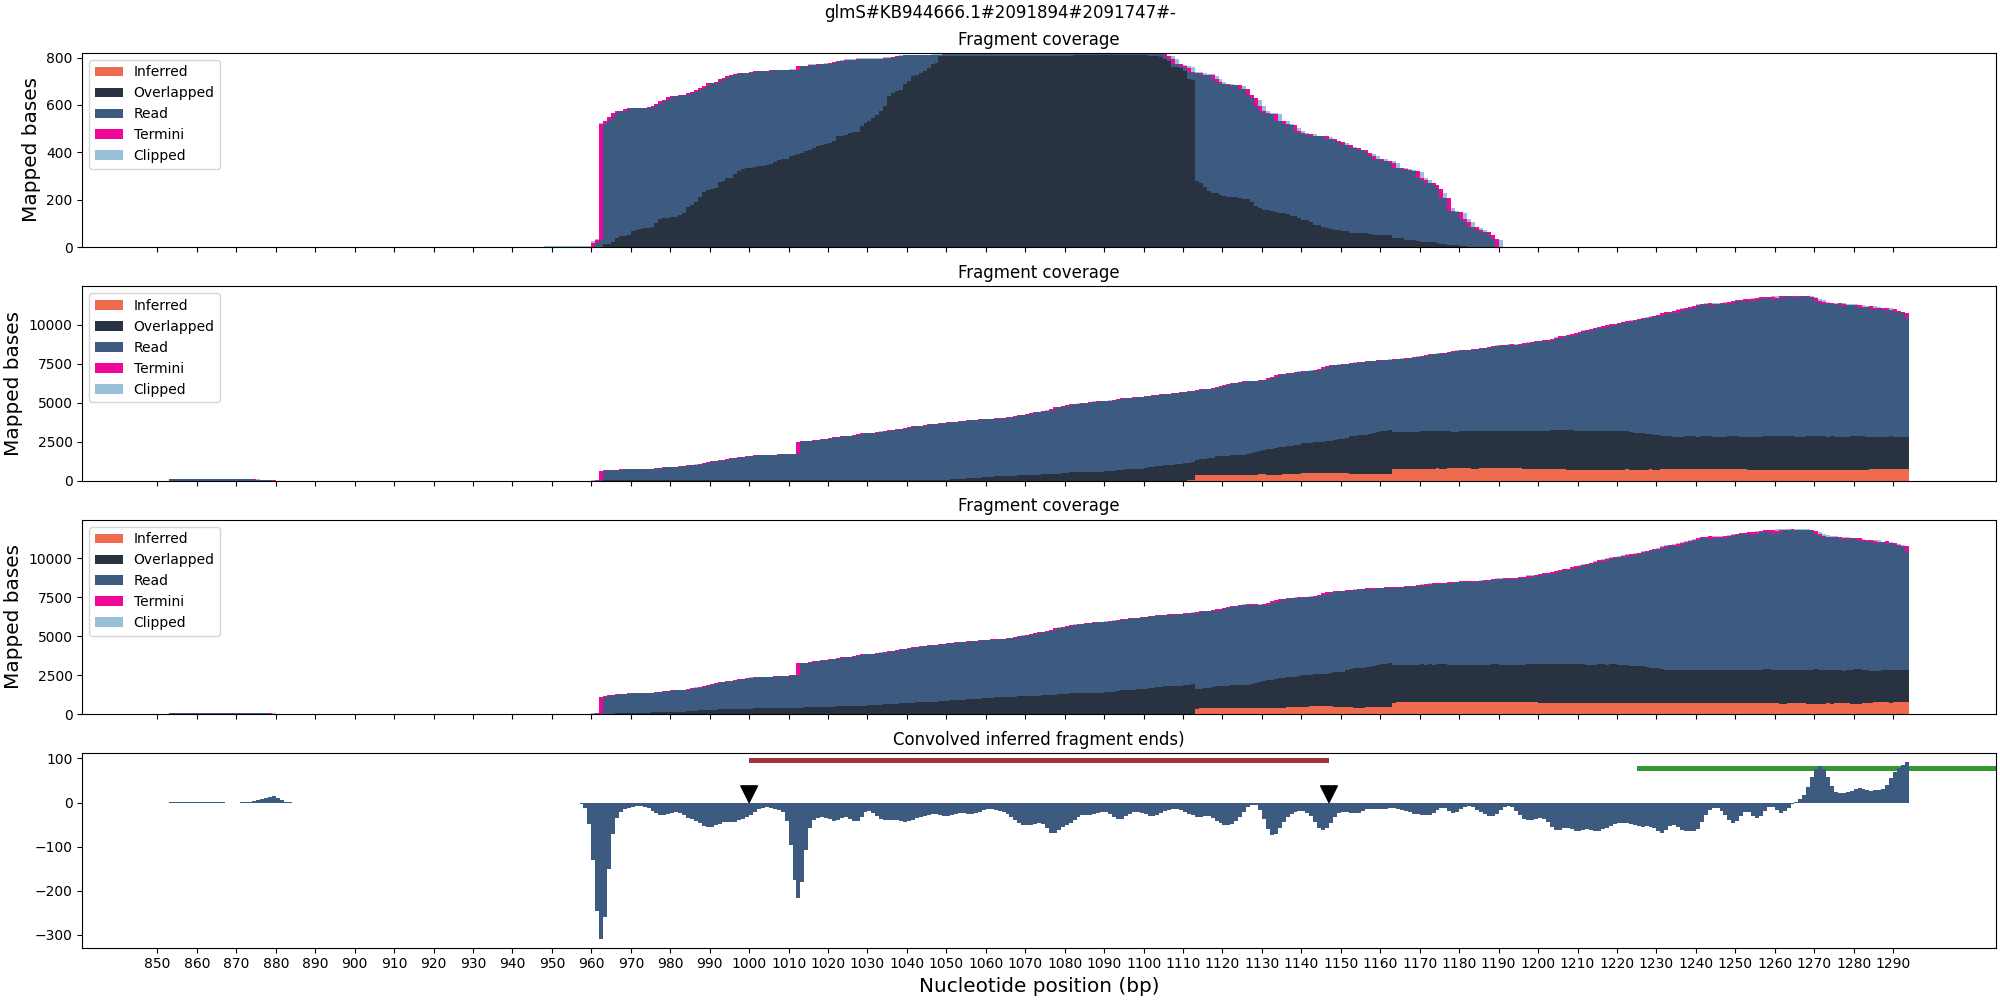 glmS#KB944666.1#2091894#2091747#-
Fragment coverage
Mapped bases
800
600
400
200
0
Inferred
Overlapped
Read
Termini
Clipped
Fragment coverage
Mapped bases
10000
7500
5000
2500
0
Inferred
Overlapped
Read
Termini
Clipped
Fragment coverage
Mapped bases
10000
7500
5000
2500
0
Inferred
Overlapped
Read
Termini
Clipped
Convolved inferred fragment ends)
100
0
−100
−200
−300
850 860 870 880 890 900 910 920 930 940 950 960 970 980 990 1000 1010 1020 1030 1040 1050 1060 1070 1080 1090 1100 1110 1120 1130 1140 1150 1160 1170 1180 1190 1200 1210 1220 1230 1240 1250 1260 1270 1280 1290
Nucleotide position (bp)